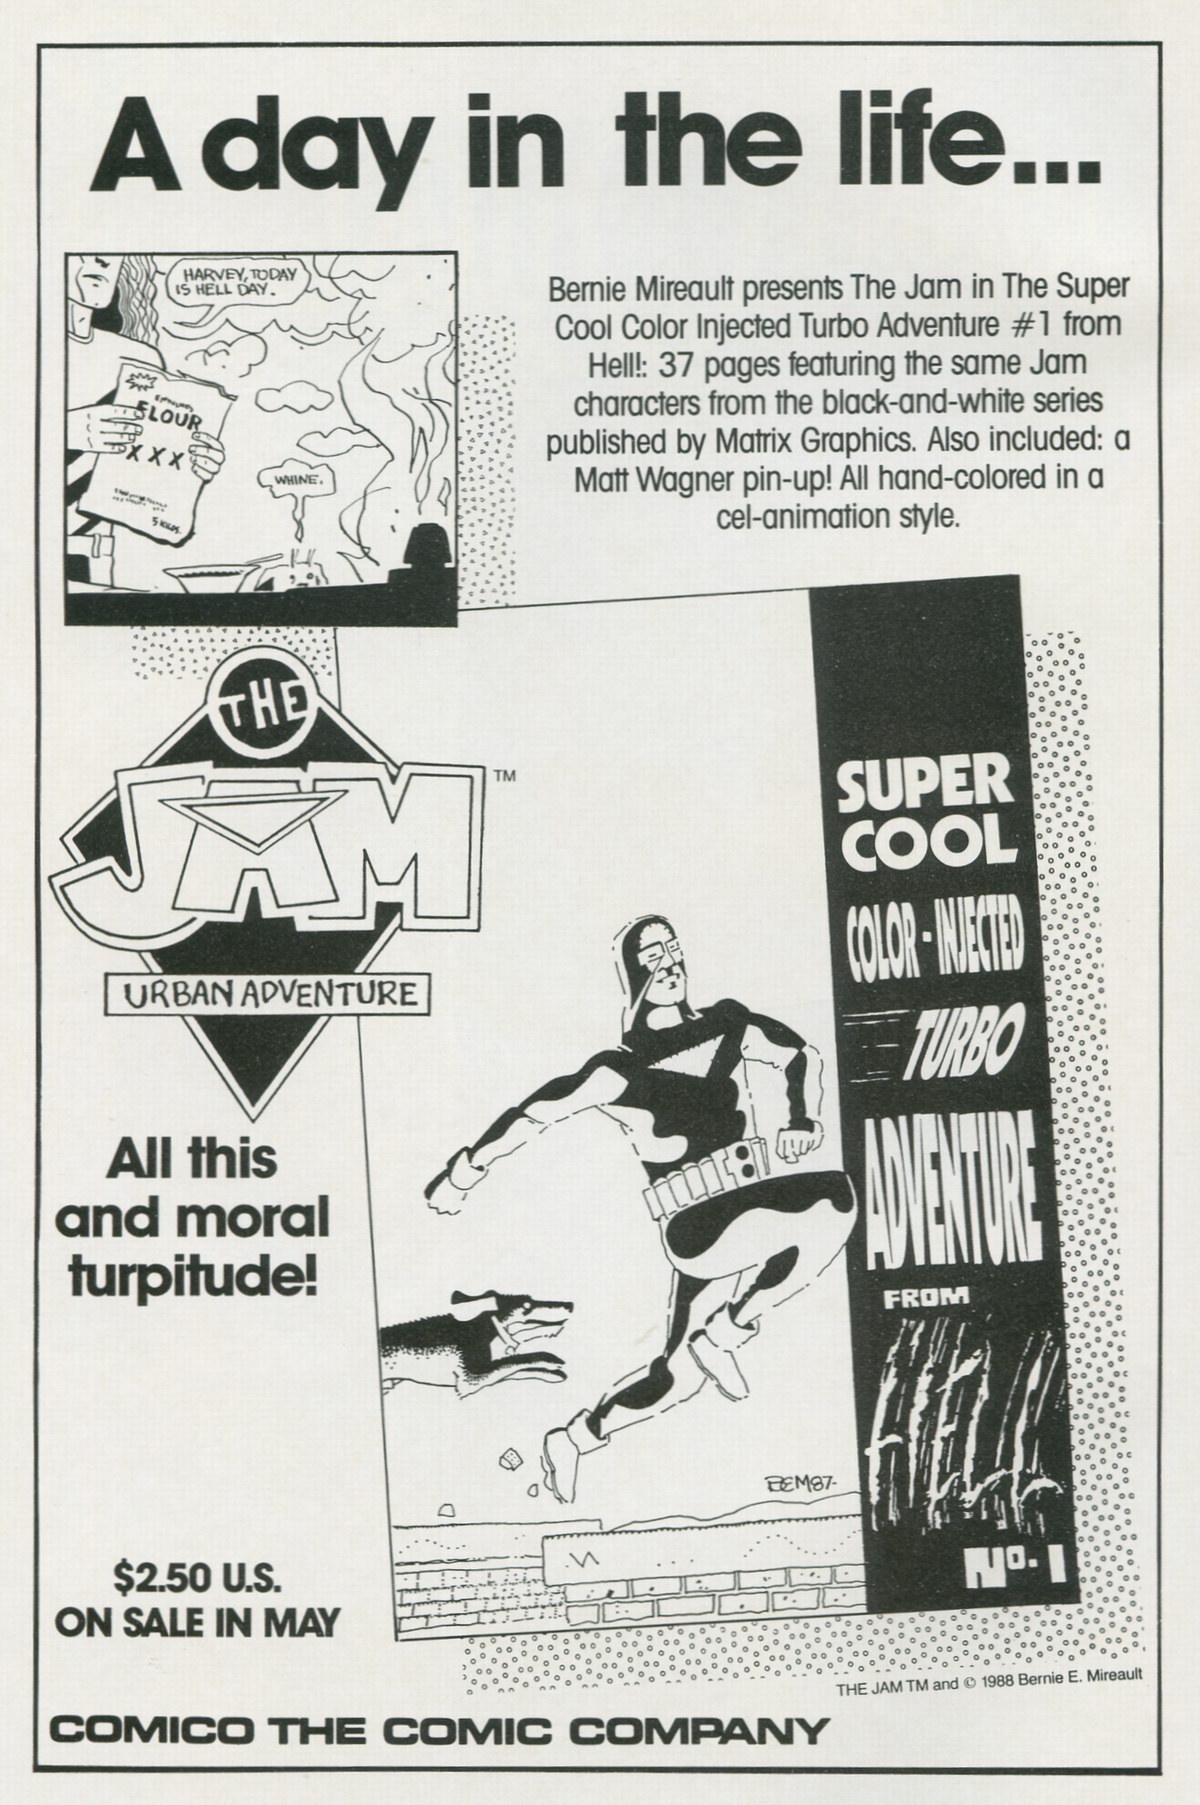 A day in the life...
HARVEY, TODAY
IS HELL DAY.
FLOUR
XXX
5 KILOS.
WHINE.
Bernie Mireault presents The Jam in The Super
Cool Color Injected Turbo Adventure #1 from
Hell!: 37 pages featuring the same Jam
characters from the black-and-white series
published by Matrix Graphics. Also included: a
Matt Wagner pin-up! All hand-colored in a
cel-animation style.
THE
JAM TM
URBAN ADVENTURE
All this
and moral
turpitude!
SUPER
COOL
COLOR-INJECTED
TURBO
ADVENTURE
FROM
HELL
No. 1
BEM87-
$2.50 U.S.
ON SALE IN MAY
THE JAM TM and © 1988 Bernie E. Mireault
COMICO THE COMIC COMPANY